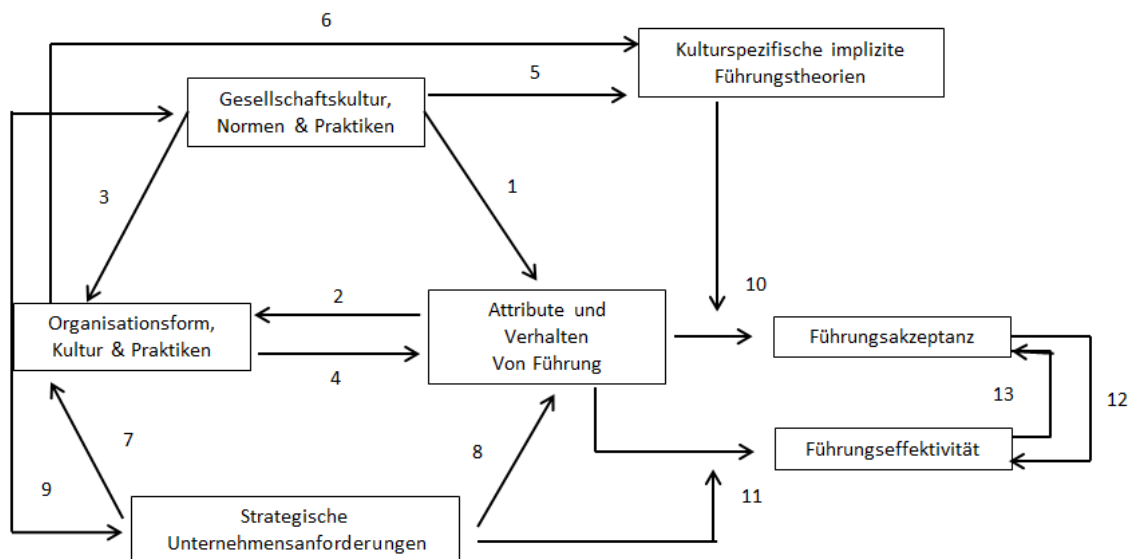 6
Kulturspezifische implizite
Führungstheorien
5
Gesellschaftskultur,
Normen & Praktiken
3
1
10
2
Attribute und
Verhalten
Von Führung
Organisationsform,
Kultur & Praktiken
Führungsakzeptanz
4
13
12
7
8
Führungseffektivität
9
11
Strategische
Unternehmensanforderungen